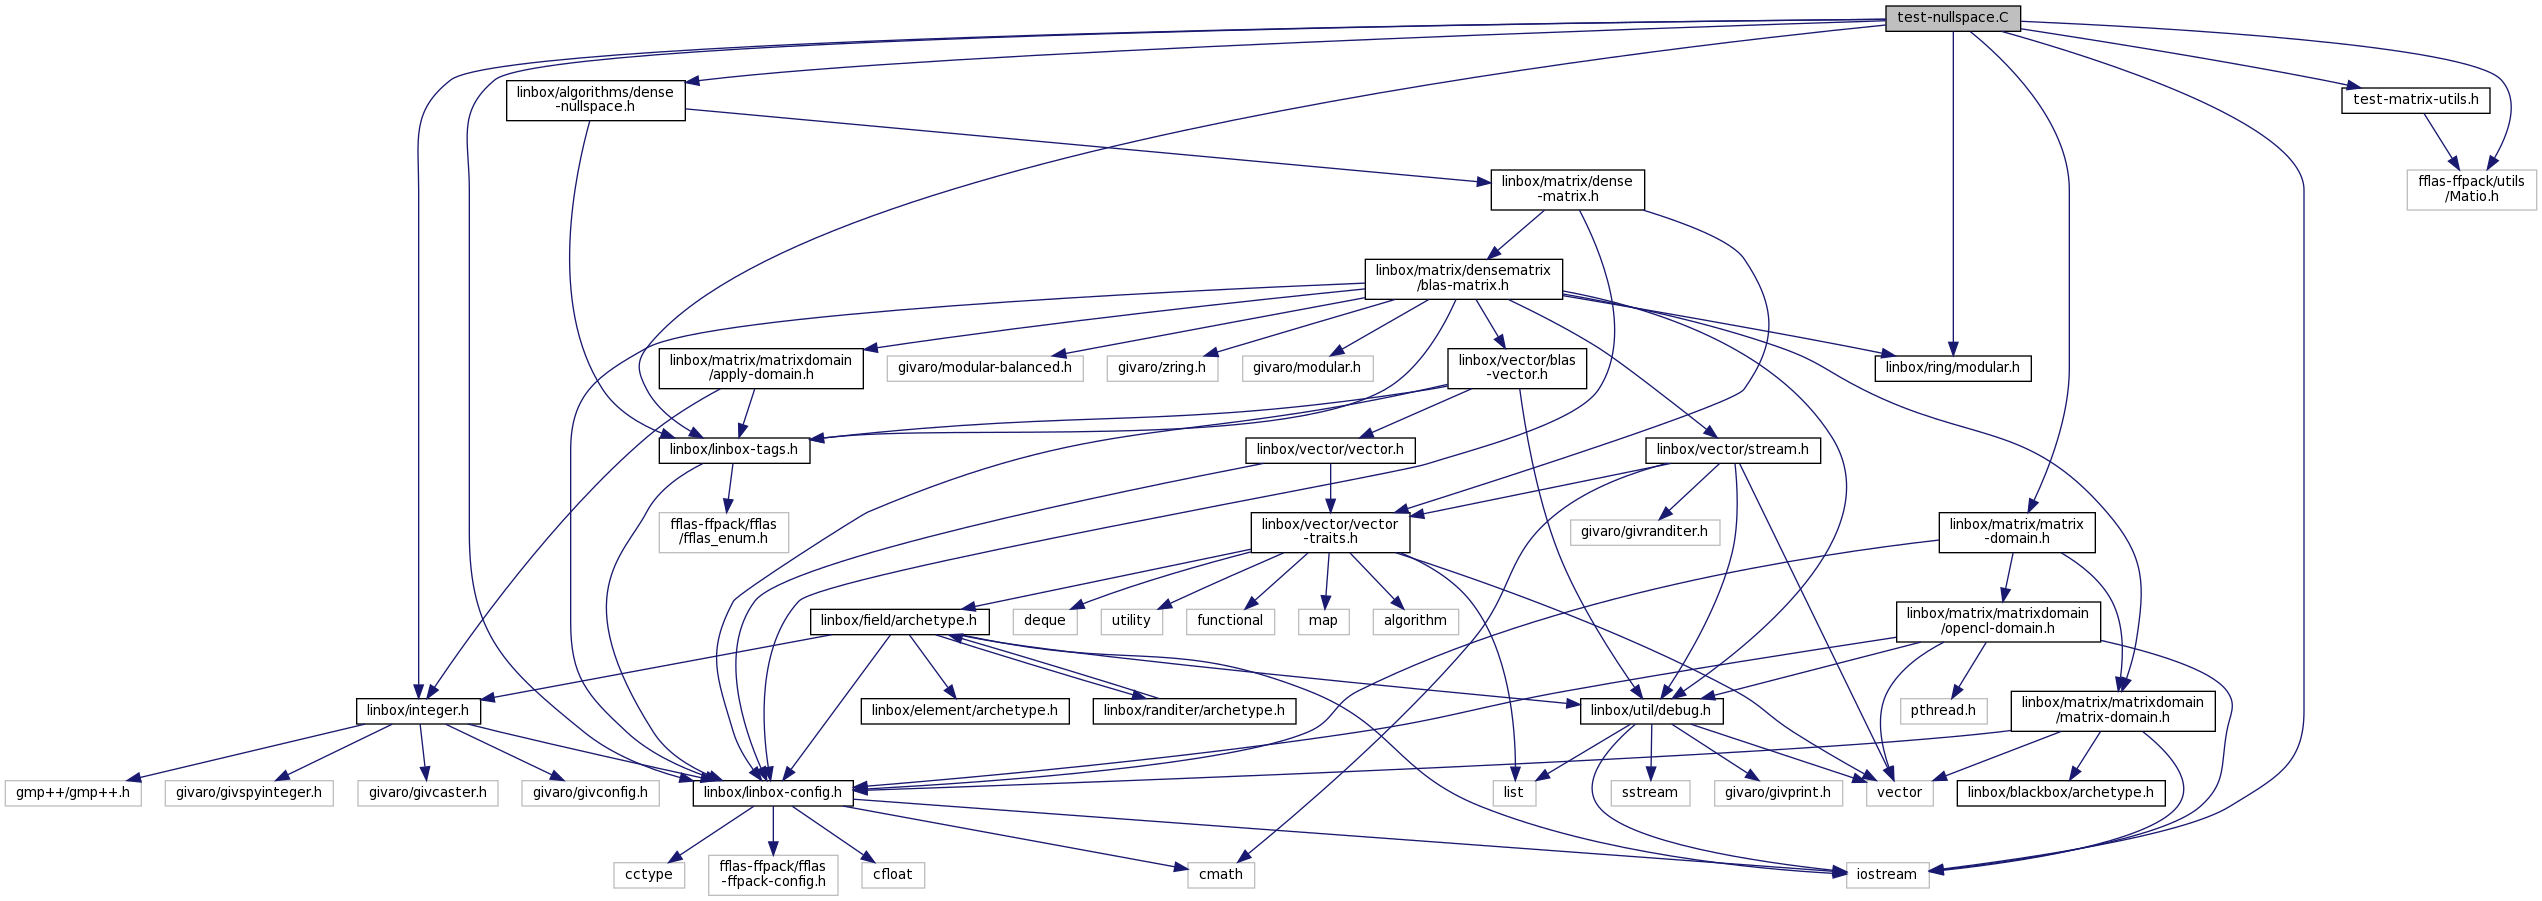 test-nullspace.C
linbox/algorithms/dense
-nullspace.h
test-matrix-utils.h
linbox/matrix/dense
-matrix.h
fflas-ffpack/utils
/Matio.h
linbox/matrix/densematrix
/blas-matrix.h
linbox/matrix/matrixdomain
/apply-domain.h
givaro/modular-balanced.h
givaro/zring.h
givaro/modular.h
linbox/vector/blas
-vector.h
linbox/ring/modular.h
linbox/linbox-tags.h
linbox/vector/vector.h
linbox/vector/stream.h
fflas-ffpack/fflas
/fflas_enum.h
linbox/vector/vector
-traits.h
givaro/givranditer.h
linbox/matrix/matrix
-domain.h
linbox/field/archetype.h
deque
utility
functional
map
algorithm
linbox/matrix/matrixdomain
/opencl-domain.h
linbox/integer.h
linbox/element/archetype.h
linbox/randiter/archetype.h
linbox/util/debug.h
pthread.h
linbox/matrix/matrixdomain
/matrix-domain.h
gmp++/gmp++.h
givaro/givspyinteger.h
givaro/givcaster.h
givaro/givconfig.h
linbox/linbox-config.h
list
sstream
givaro/givprint.h
vector
linbox/blackbox/archetype.h
cctype
fflas-ffpack/fflas
-ffpack-config.h
cfloat
cmath
iostream